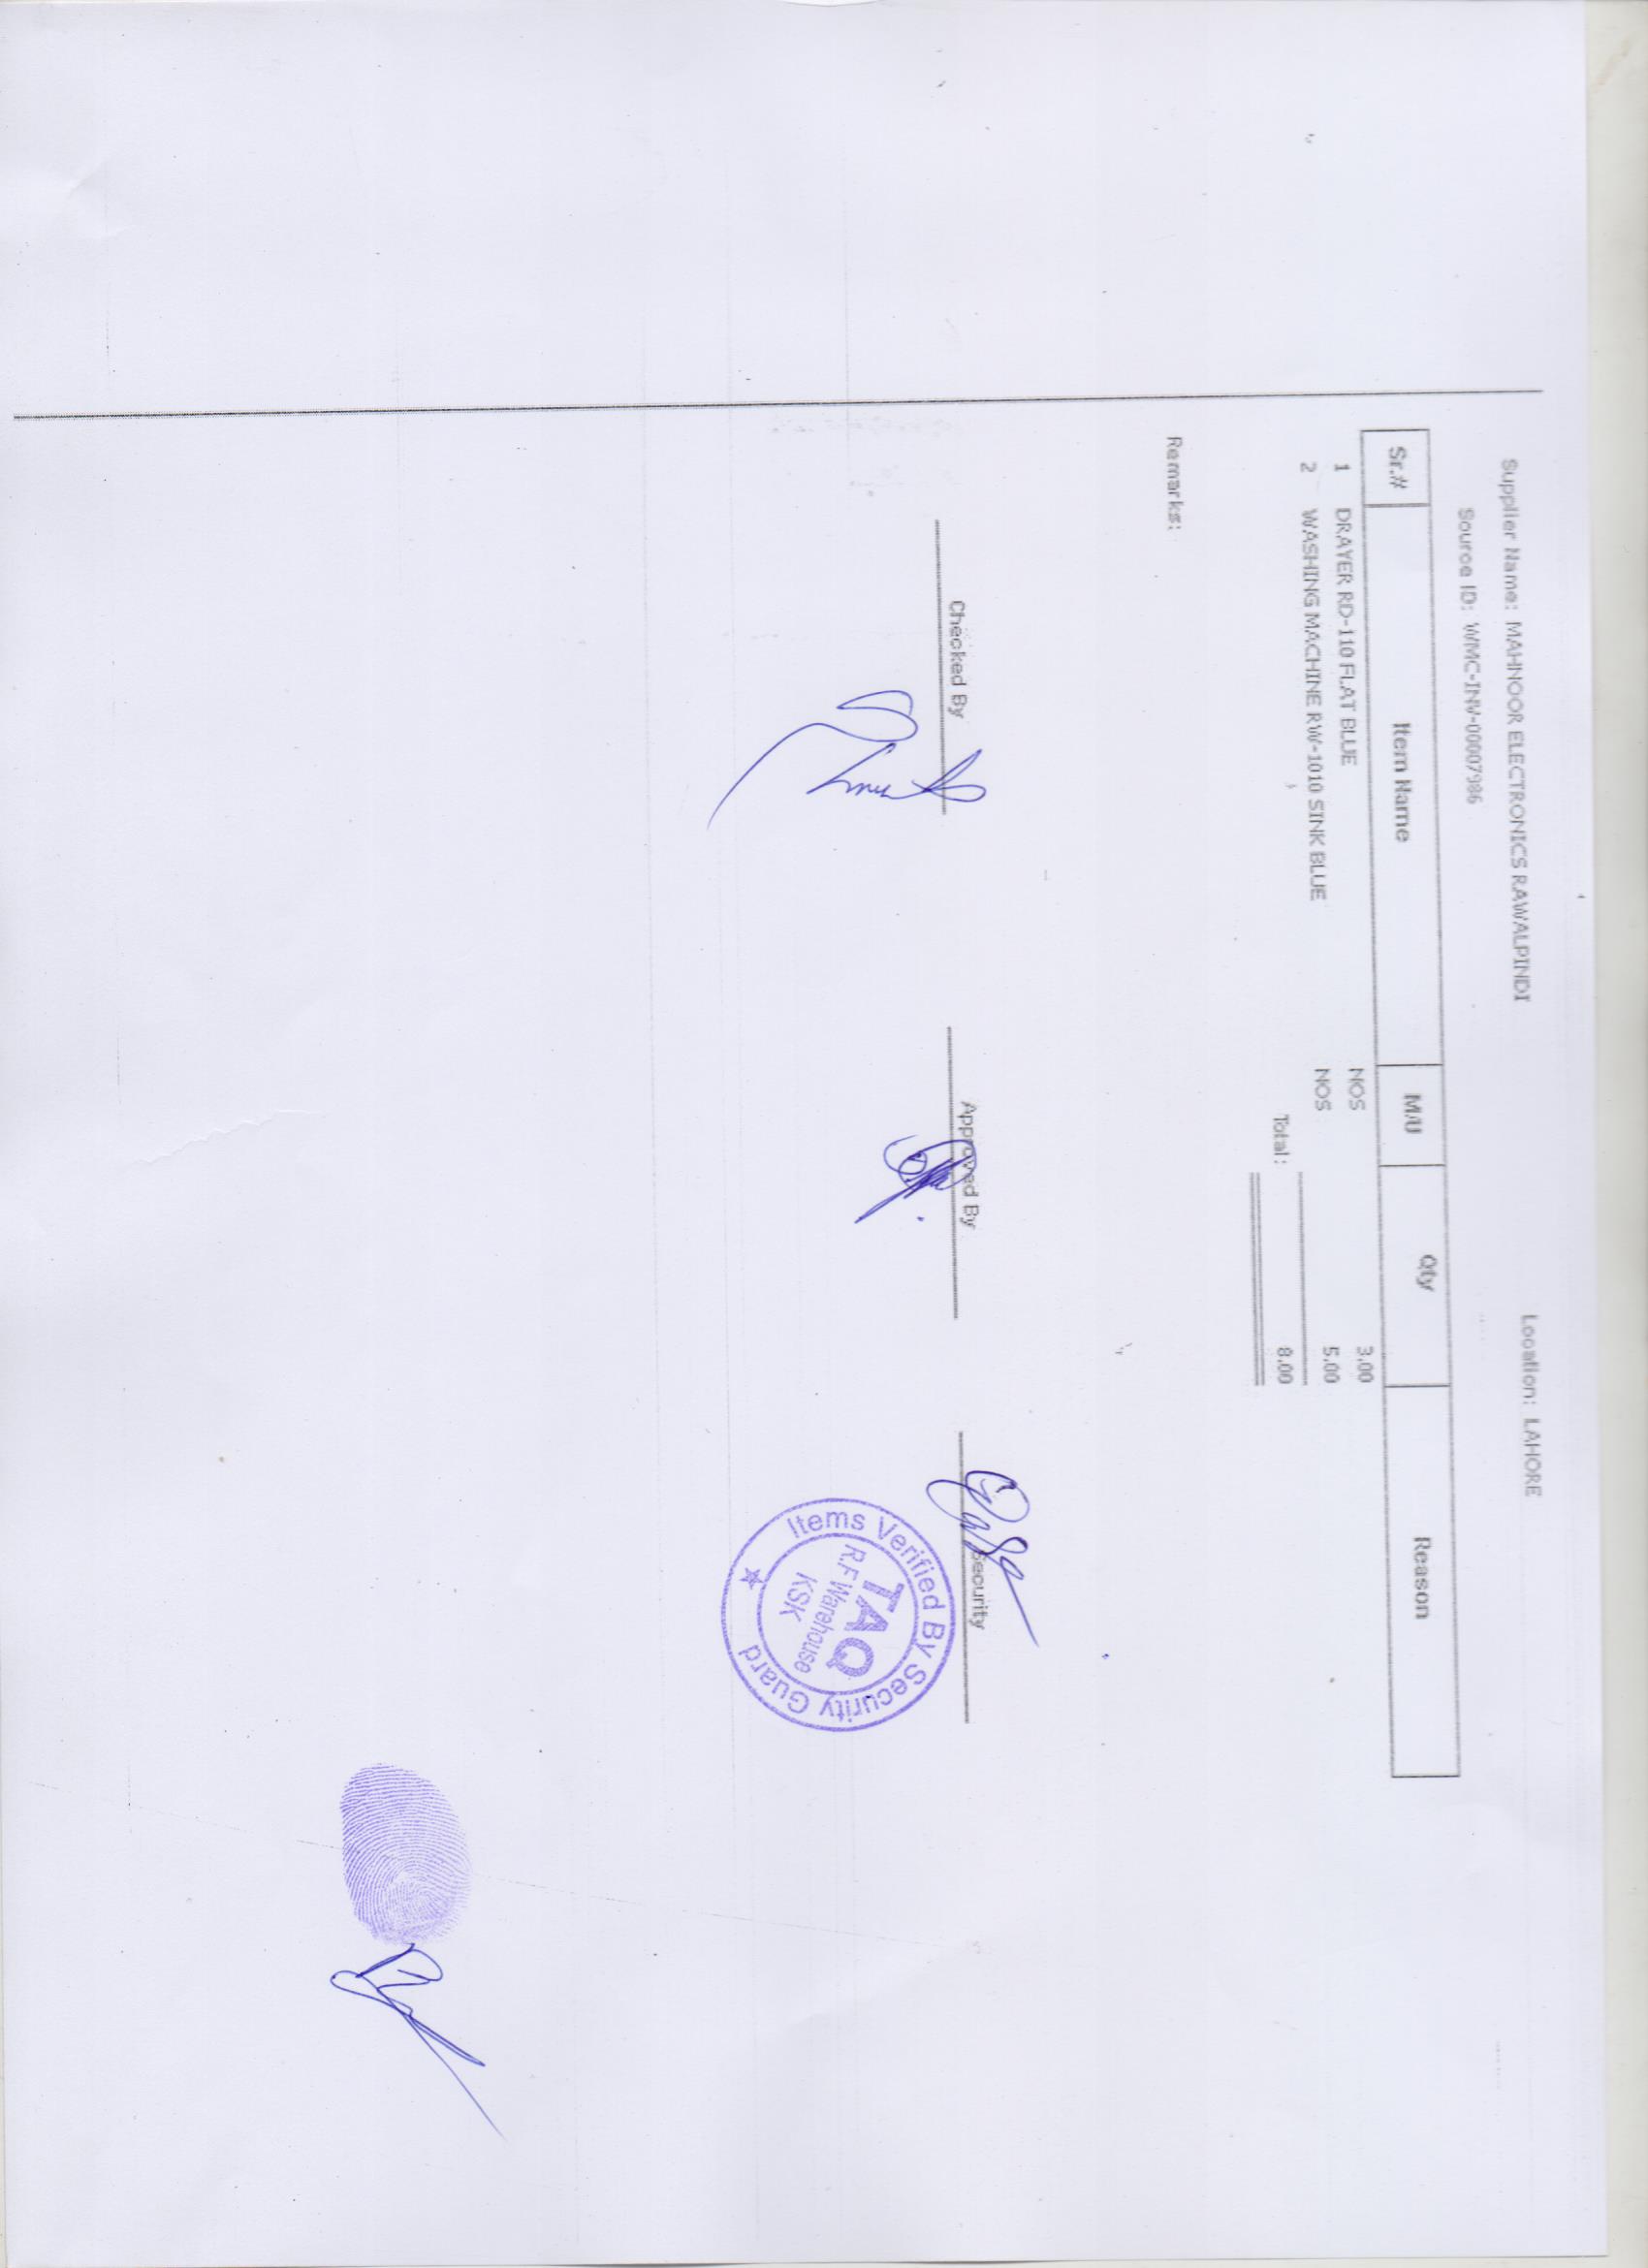 Supplier Name: MAHNOOR ELECTRONICS RAWALPINDI Location: LAHORE
Source ID: WMC-INV-00007986
Sr.# Item Name M/U Qty Reason
1 DRAYER RD-110 FLAT BLUE NOS 3.00
2 WASHING MACHINE RW-1010 SINK BLUE NOS 5.00
Total: 8.00
Remarks:
Checked By Approved By Security
Items Verified By Security Guard
TAQ
R.F Warehouse
KSK